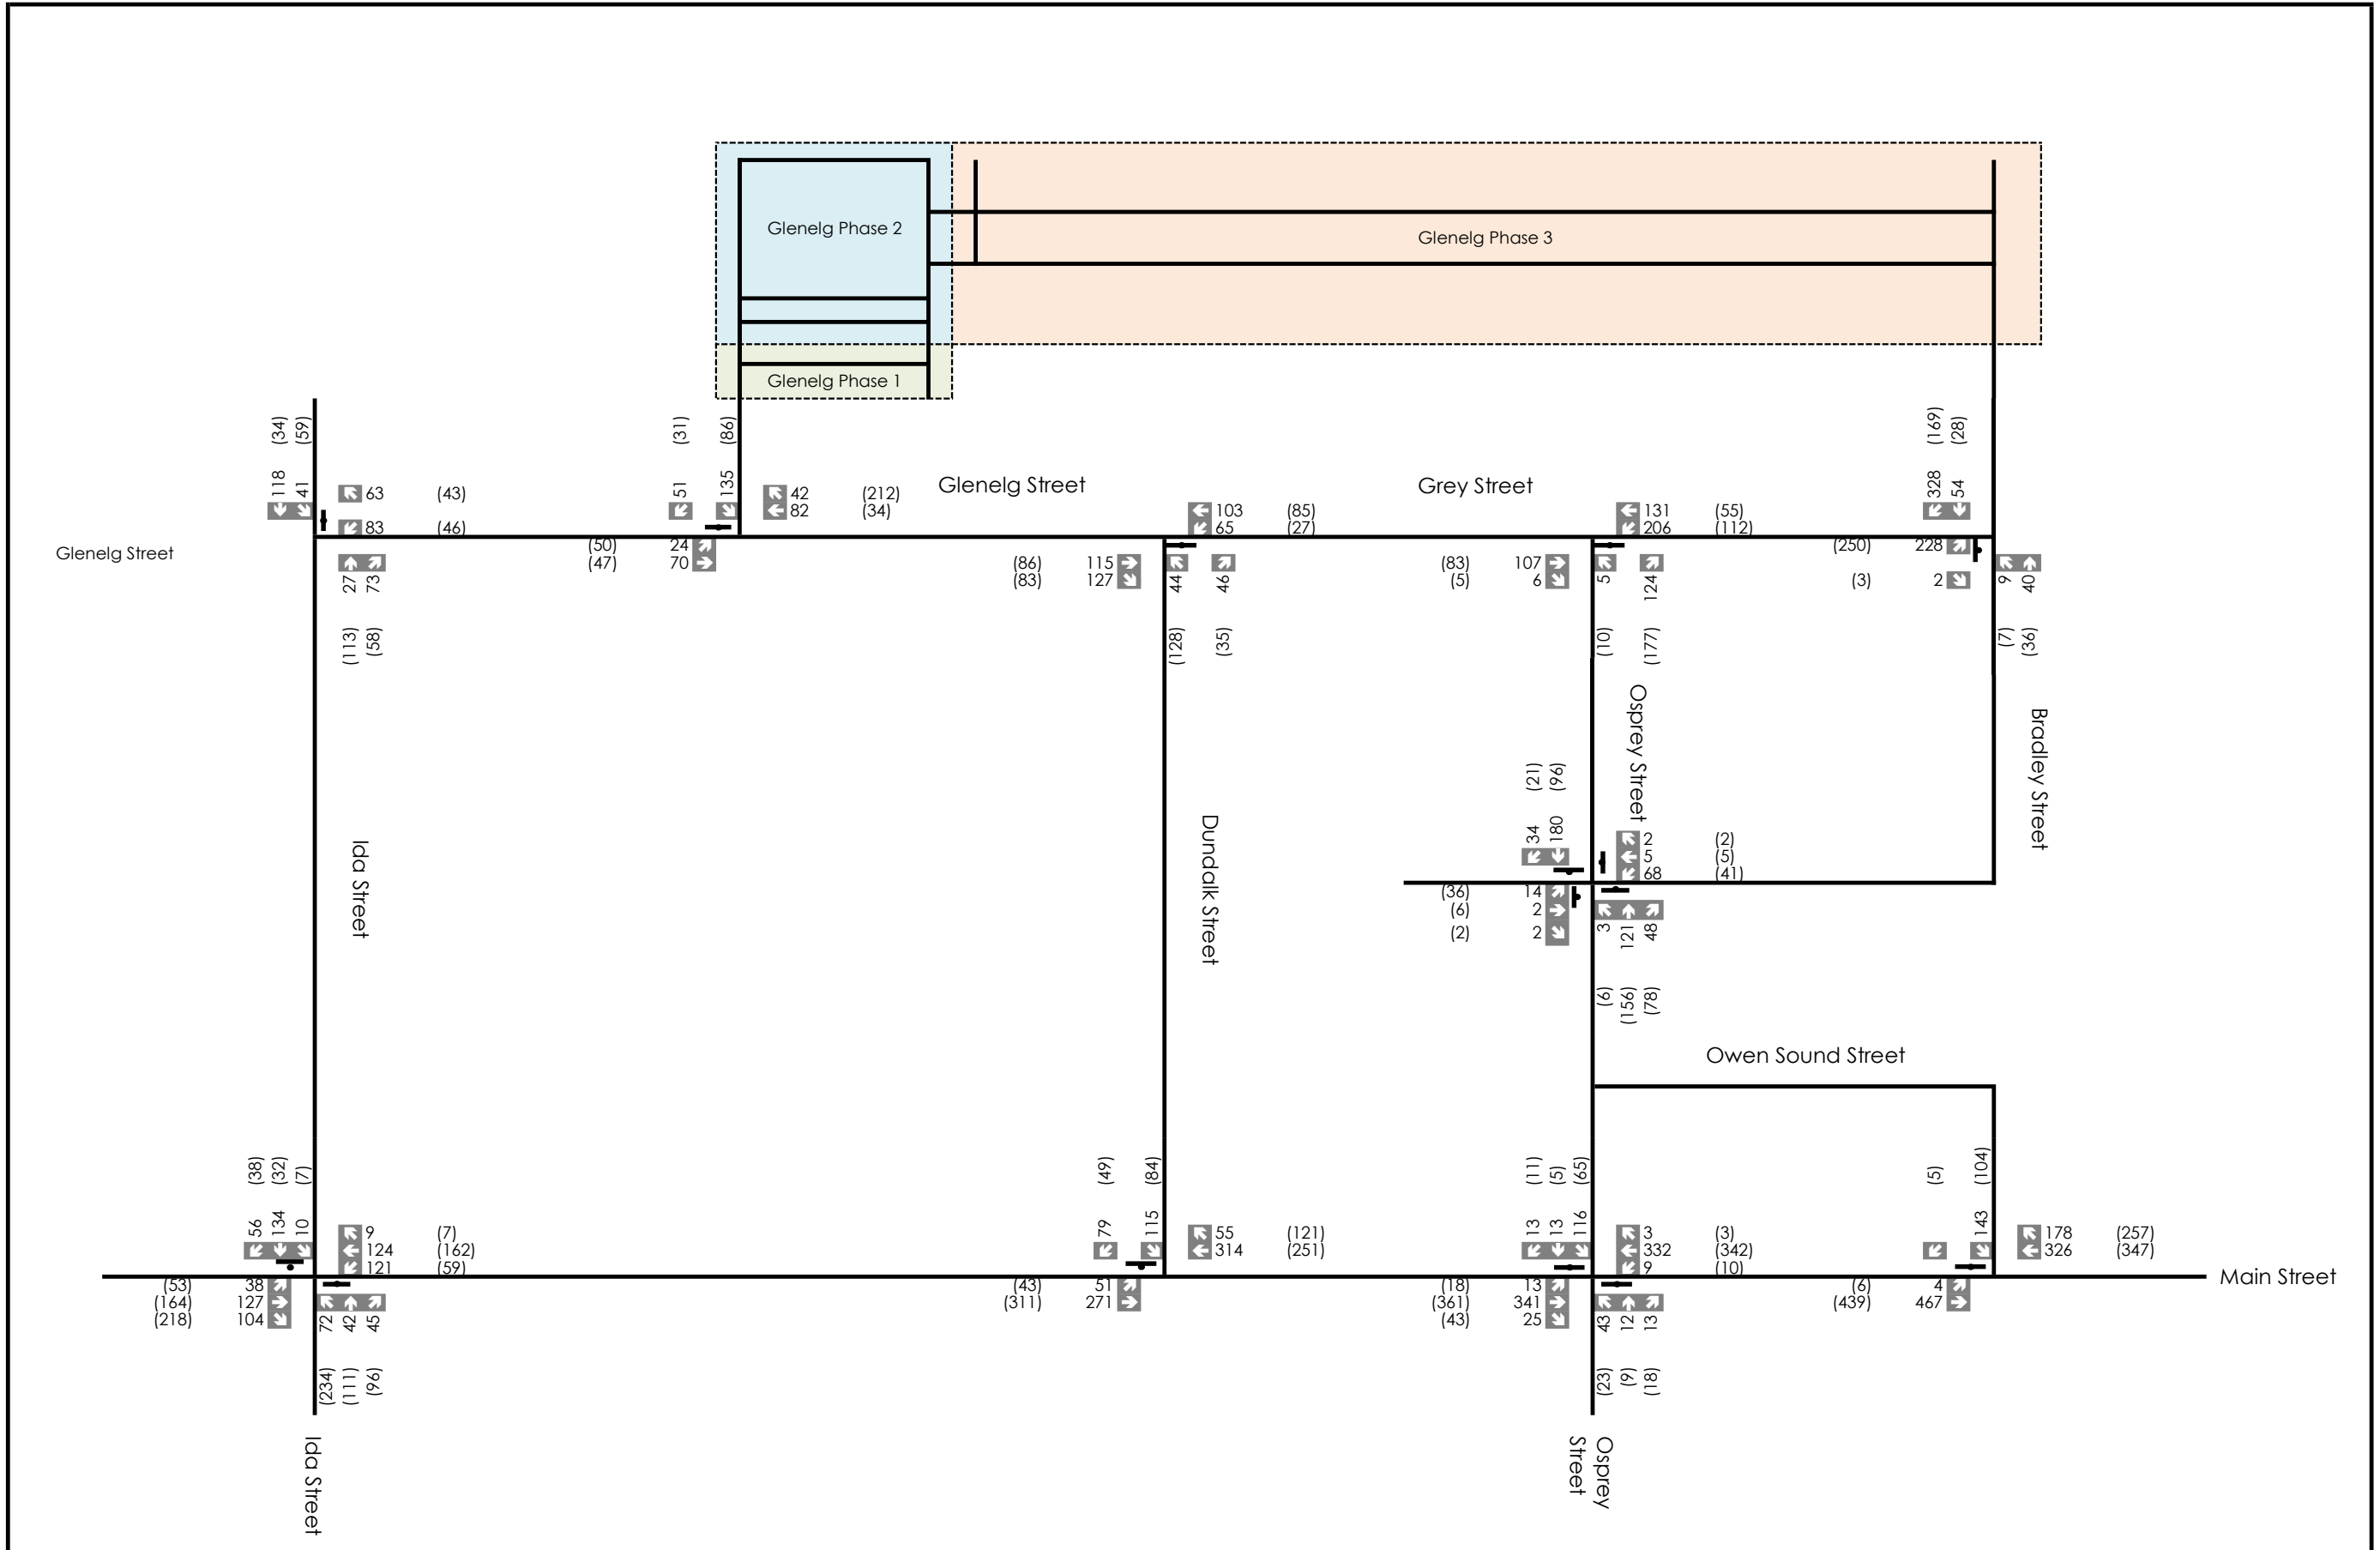 Glenelg Phase 2
Glenelg Phase 3
Glenelg Phase 1
(34) (59)
118 41
63 (43)
83 (46)
Glenelg Street
27 73
(113) (58)
(31) (86)
51 135
42 (212)
82 (34)
(50) 24
(47) 70
Glenelg Street
103 (85)
65 (27)
(86) 115
(83) 127
44 46
(128) (35)
Grey Street
131 (55)
206 (112)
(83) 107
(5) 6
5 124
(10) (177)
(169) (28)
328 54
(250) 228
(3) 2
9 40
(7) (36)
Ida Street
Dundalk Street
Osprey Street
Bradley Street
(21) (96)
34 180
2 (2)
5 (5)
68 (41)
(36) 14
(6) 2
(2) 2
3 121 48
(6) (156) (78)
Owen Sound Street
(38) (32) (7)
56 134 10
9 (7)
124 (162)
121 (59)
(53) 38
(164) 127
(218) 104
72 42 45
(234) (111) (96)
(49) (84)
79 115
55 (121)
314 (251)
(43) 51
(311) 271
(11) (5) (65)
13 13 116
3 (3)
332 (342)
9 (10)
(18) 13
(361) 341
(43) 25
43 12 13
(23) (9) (18)
(5) (104)
143
178 (257)
326 (347)
(6) 4
(439) 467
Main Street
Ida Street
Osprey
Street